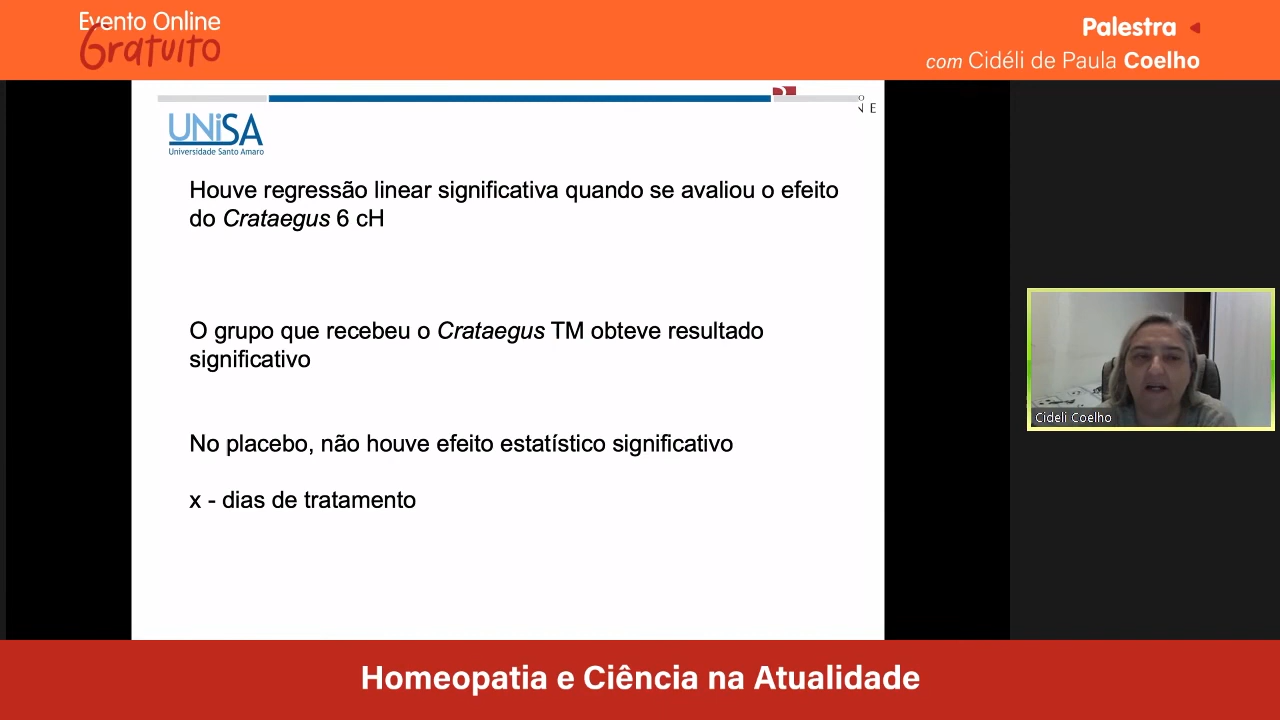 Evento Online
Gratuito
Palestra
com Cidéli de Paula Coelho
UNiSA
Universidade Santo Amaro
Houve regressão linear significativa quando se avaliou o efeito
do Crataegus 6 cH
O grupo que recebeu o Crataegus TM obteve resultado
significativo
No placebo, não houve efeito estatístico significativo
x - dias de tratamento
Cideli Coelho
Homeopatia e Ciência na Atualidade